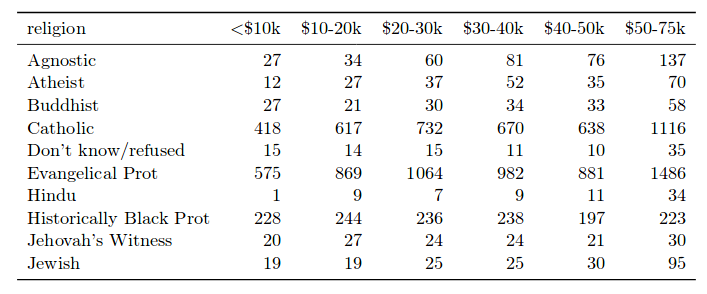 religion <$10k $10-20k $20-30k $30-40k $40-50k $50-75k
Agnostic 27 34 60 81 76 137
Atheist 12 27 37 52 35 70
Buddhist 27 21 30 34 33 58
Catholic 418 617 732 670 638 1116
Don't know/refused 15 14 15 11 10 35
Evangelical Prot 575 869 1064 982 881 1486
Hindu 1 9 7 9 11 34
Historically Black Prot 228 244 236 238 197 223
Jehovah's Witness 20 27 24 24 21 30
Jewish 19 19 25 25 30 95